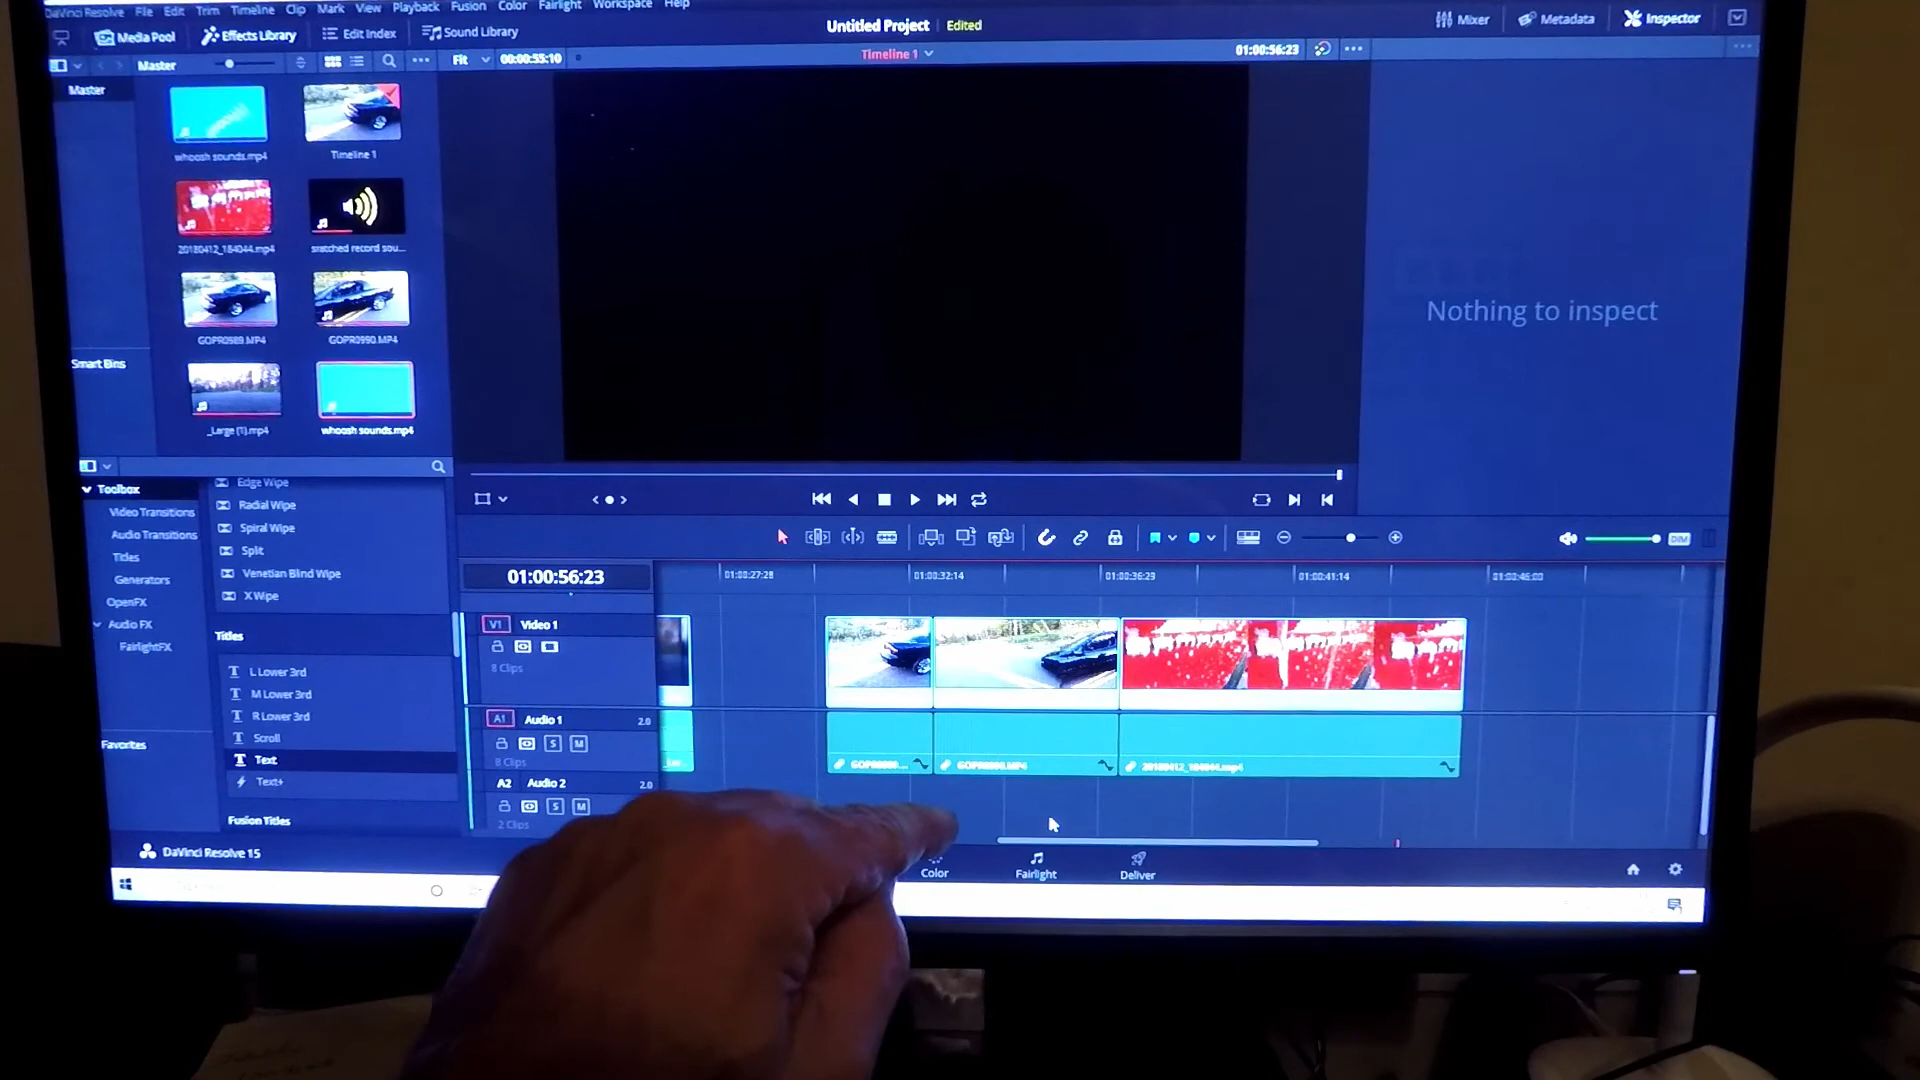 DaVinci Resolve File Edit Trim Timeline Clip Mark View Playback Fusion Color Fairlight Workspace Help
Media Pool Effects Library Edit Index Sound Library Untitled Project Edited Mixer Metadata Inspector
Master Fit 00:00:55:10 Timeline 1 01:00:56:23
Master
whoosh sounds.mp4 Timeline 1
20180412_184044.mp4 sratched record sou...
GOPR0989.MP4 GOPR0990.MP4
Smart Bins
_Large (1).mp4 whoosh sounds.mp4
Nothing to inspect
Toolbox
Video Transitions
Audio Transitions
Titles
Generators
OpenFX
Audio FX
FairlightFX
Favorites
Edge Wipe
Radial Wipe
Spiral Wipe
Split
Venetian Blind Wipe
X Wipe
Titles
L Lower 3rd
M Lower 3rd
R Lower 3rd
Scroll
Text
Text+
Fusion Titles
DIM
01:00:56:23 01:00:27:28 01:00:32:14 01:00:36:29 01:00:41:14 01:00:46:00
V1 Video 1
8 Clips
A1 Audio 1 2.0
S M
8 Clips
GOPR0989... GOPR0990.MP4 20180412_184044.mp4
A2 Audio 2 2.0
S M
2 Clips
DaVinci Resolve 15
Color Fairlight Deliver